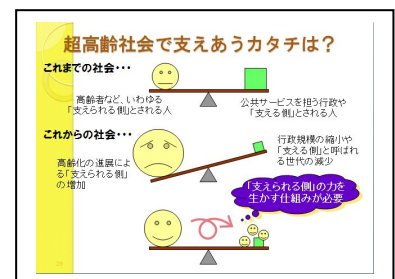 超高齢社会で支えあうカタチは？
これまでの社会・・・
高齢者など、いわゆる
「支えられる側」とされる人
公共サービスを担う行政や
「支える側」とされる人
これからの社会・・・
高齢化の進展によ
る「支えられる側」
の増加
行政規模の縮小や
「支える側」と呼ばれ
る世代の減少
「支えられる側」の力を
生かす仕組みが必要